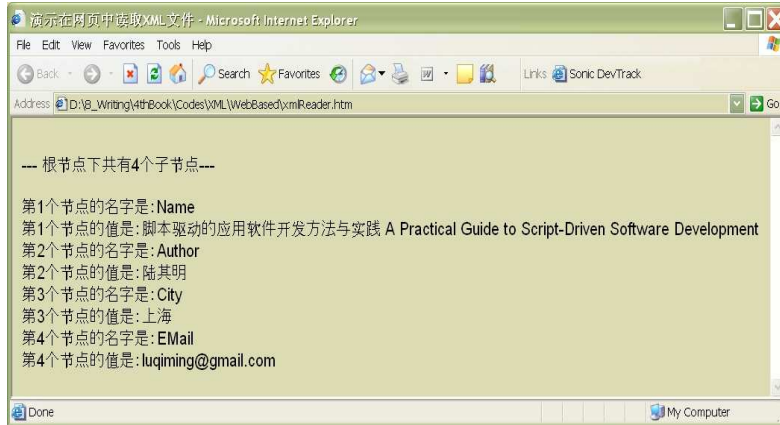 演示在网页中读取XML文件 - Microsoft Internet Explorer
File Edit View Favorites Tools Help
Back Search Favorites Links Sonic DevTrack
Address D:\8_Writing\4thBook\Codes\XML\WebBased\xmlReader.htm Go
--- 根节点下共有4个子节点---
第1个节点的名字是:Name
第1个节点的值是:脚本驱动的应用软件开发方法与实践 A Practical Guide to Script-Driven Software Development
第2个节点的名字是:Author
第2个节点的值是:陆其明
第3个节点的名字是:City
第3个节点的值是:上海
第4个节点的名字是:EMail
第4个节点的值是:luqiming@gmail.com
Done My Computer